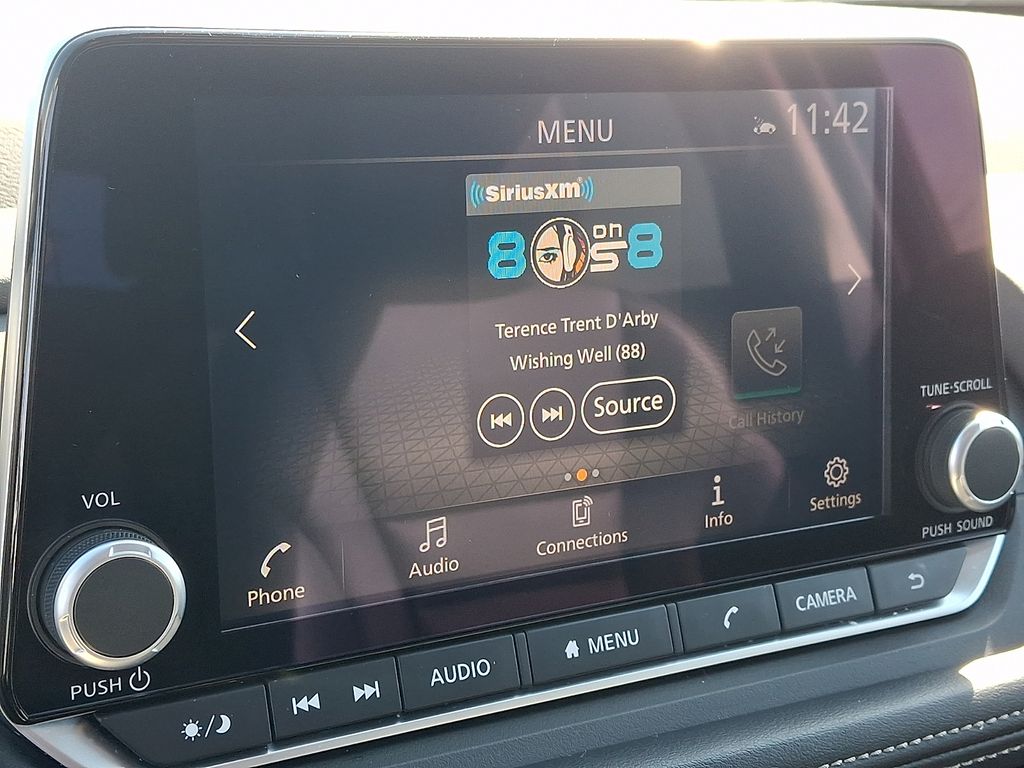 MENU
11:42
SiriusXm®
80s on 8
Terence Trent D'Arby
Wishing Well (88)
Source
Call History
Phone
Audio
Connections
Info
Settings
VOL
PUSH
TUNE·SCROLL
PUSH SOUND
AUDIO
MENU
CAMERA